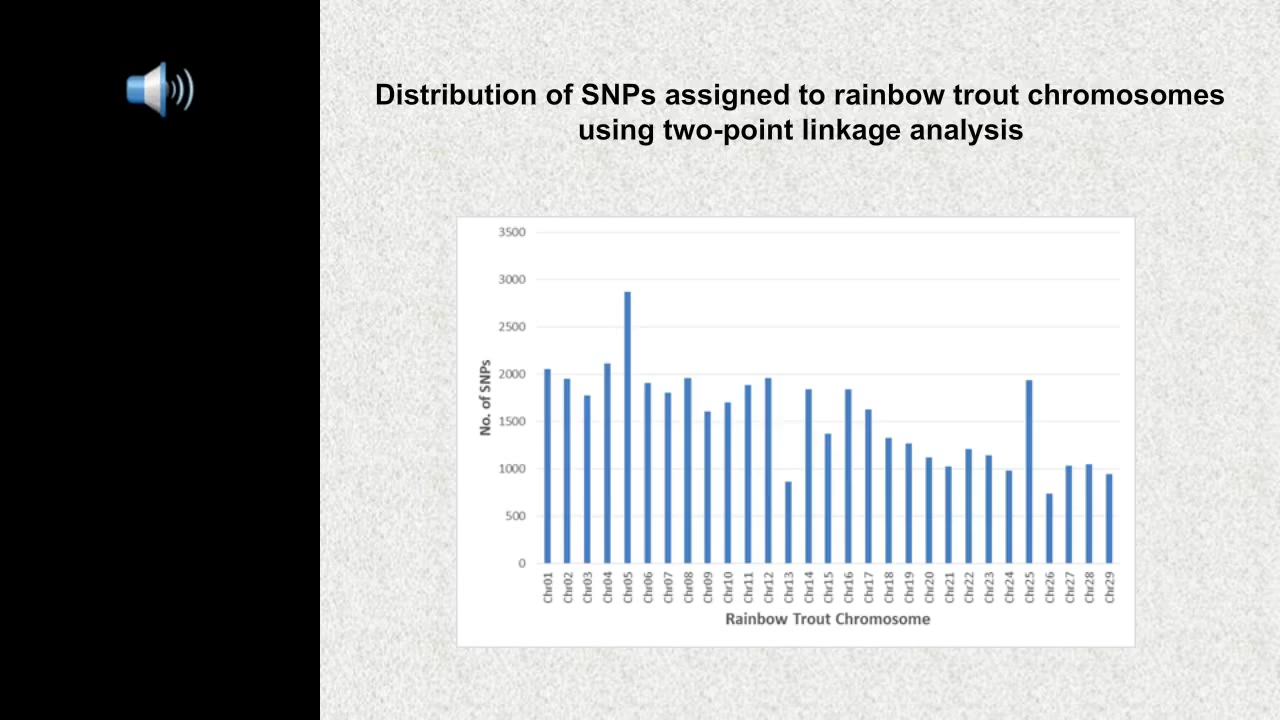 Distribution of SNPs assigned to rainbow trout chromosomes
using two-point linkage analysis
3500
3000
2500
2000
1500
1000
500
0
No. of SNPs
Chr01 Chr02 Chr03 Chr04 Chr05 Chr06 Chr07 Chr08 Chr09 Chr10 Chr11 Chr12 Chr13 Chr14 Chr15 Chr16 Chr17 Chr18 Chr19 Chr20 Chr21 Chr22 Chr23 Chr24 Chr25 Chr26 Chr27 Chr28 Chr29
Rainbow Trout Chromosome